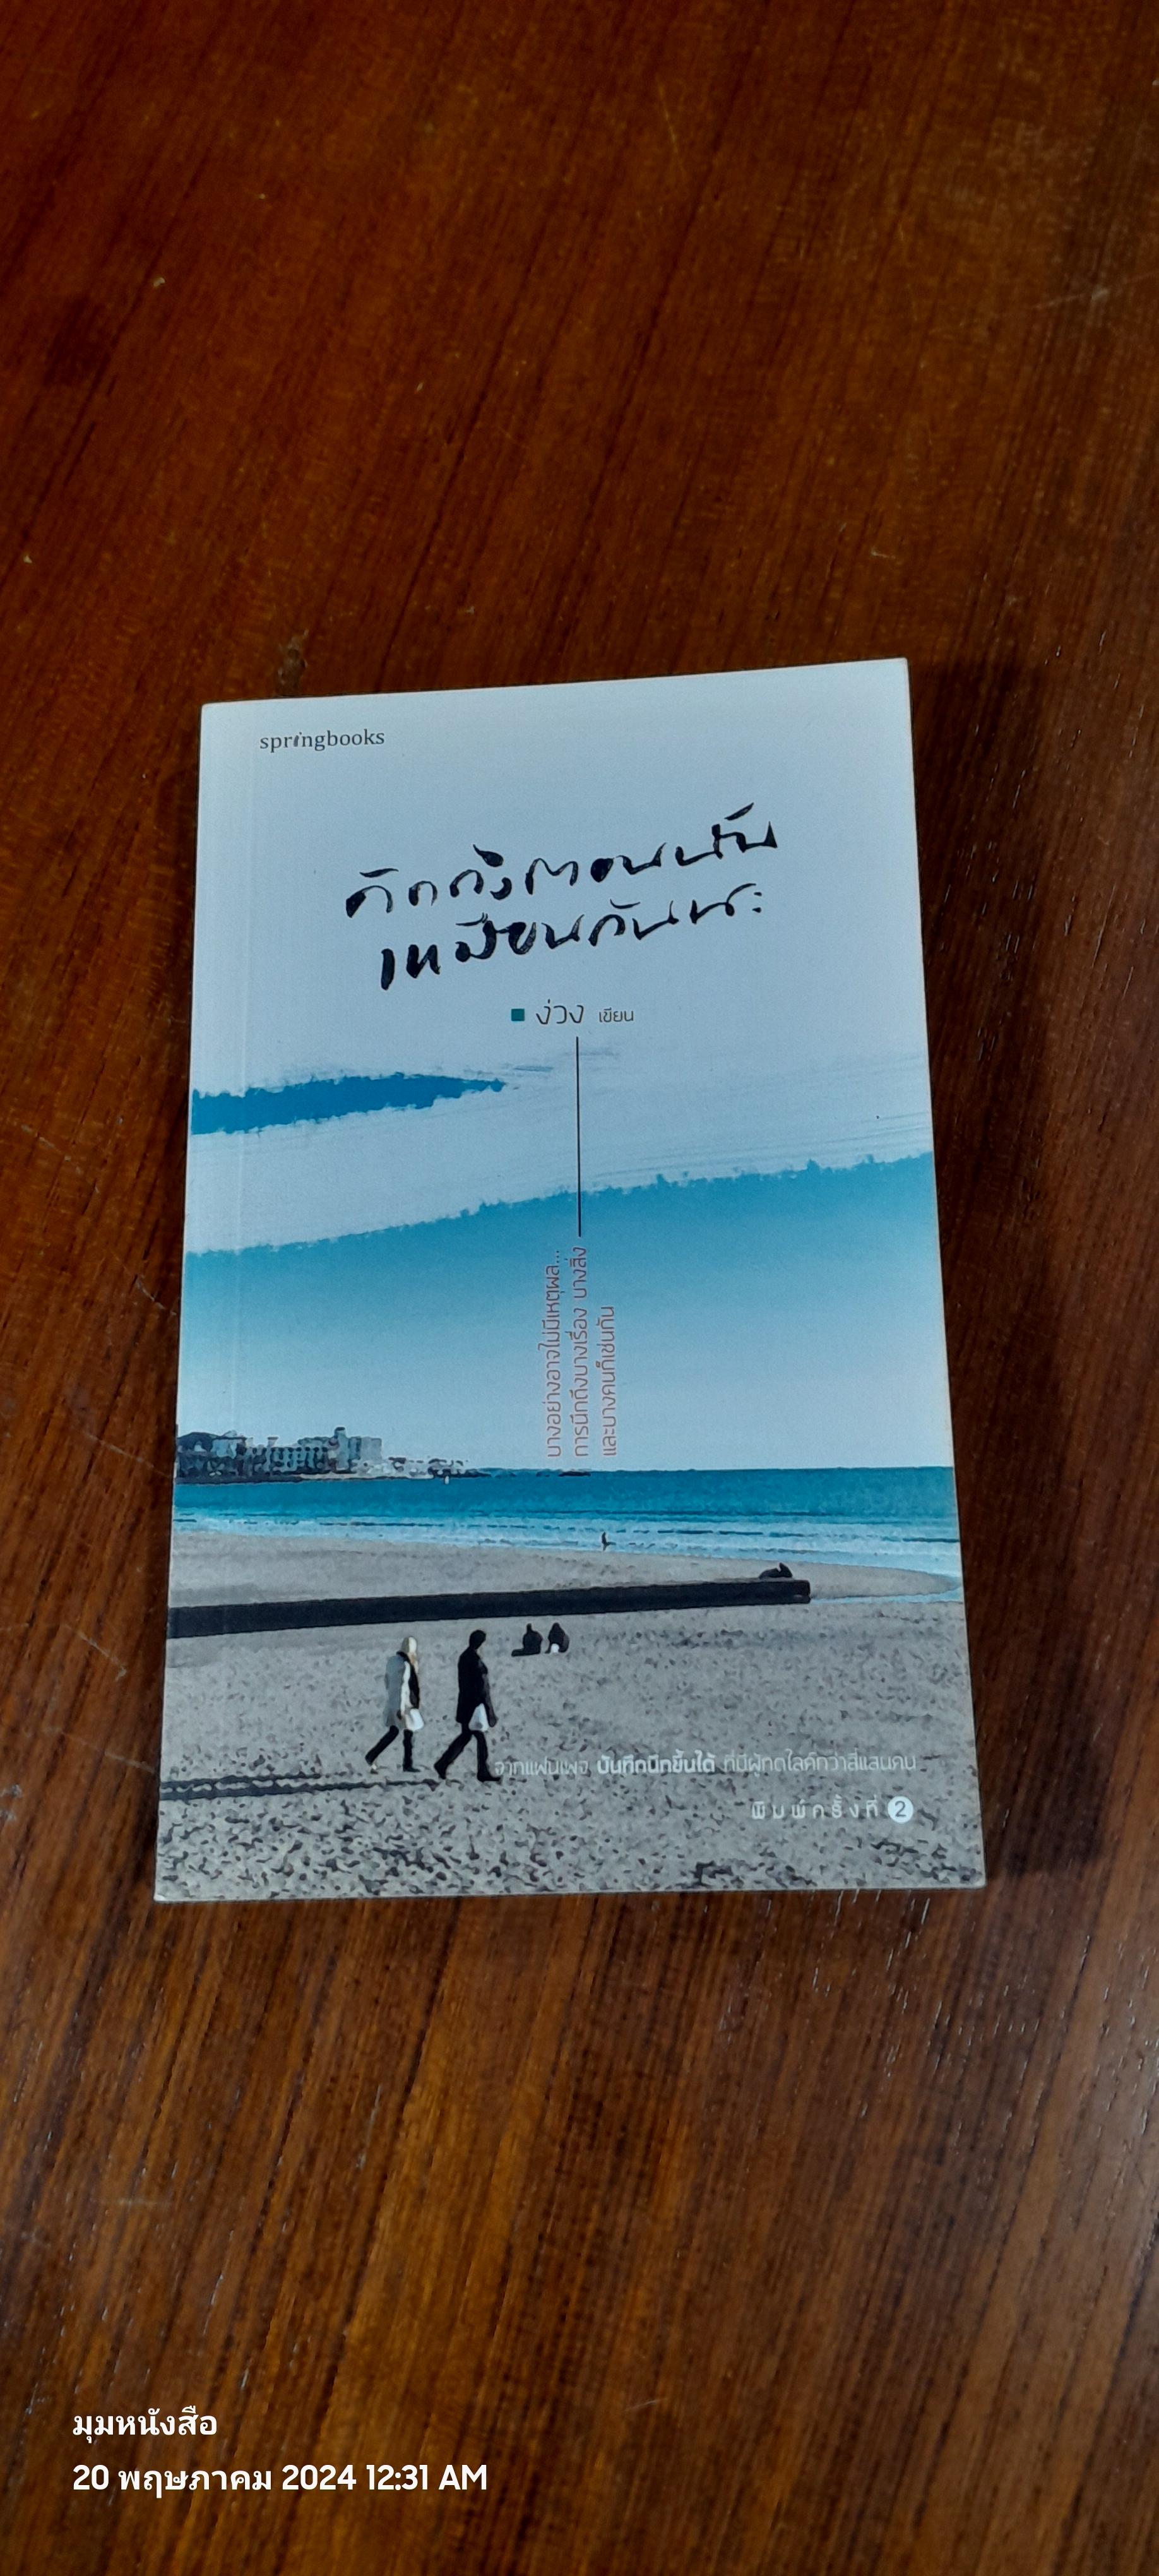 springbooks
คิดถึงตอนนั้น
เหมือนกันนะ
ง่วง เขียน
บางอย่างอาจไม่มีเหตุผล...
การนึกถึงบางเรื่อง บางสิ่ง
และบางคนก็เช่นกัน
จากแฟนเพจ บันทึกนึกขึ้นได้ ที่มีผู้กดไลค์กว่าสี่แสนคน
พิมพ์ครั้งที่ 2
มุมหนังสือ
20 พฤษภาคม 2024 12:31 AM